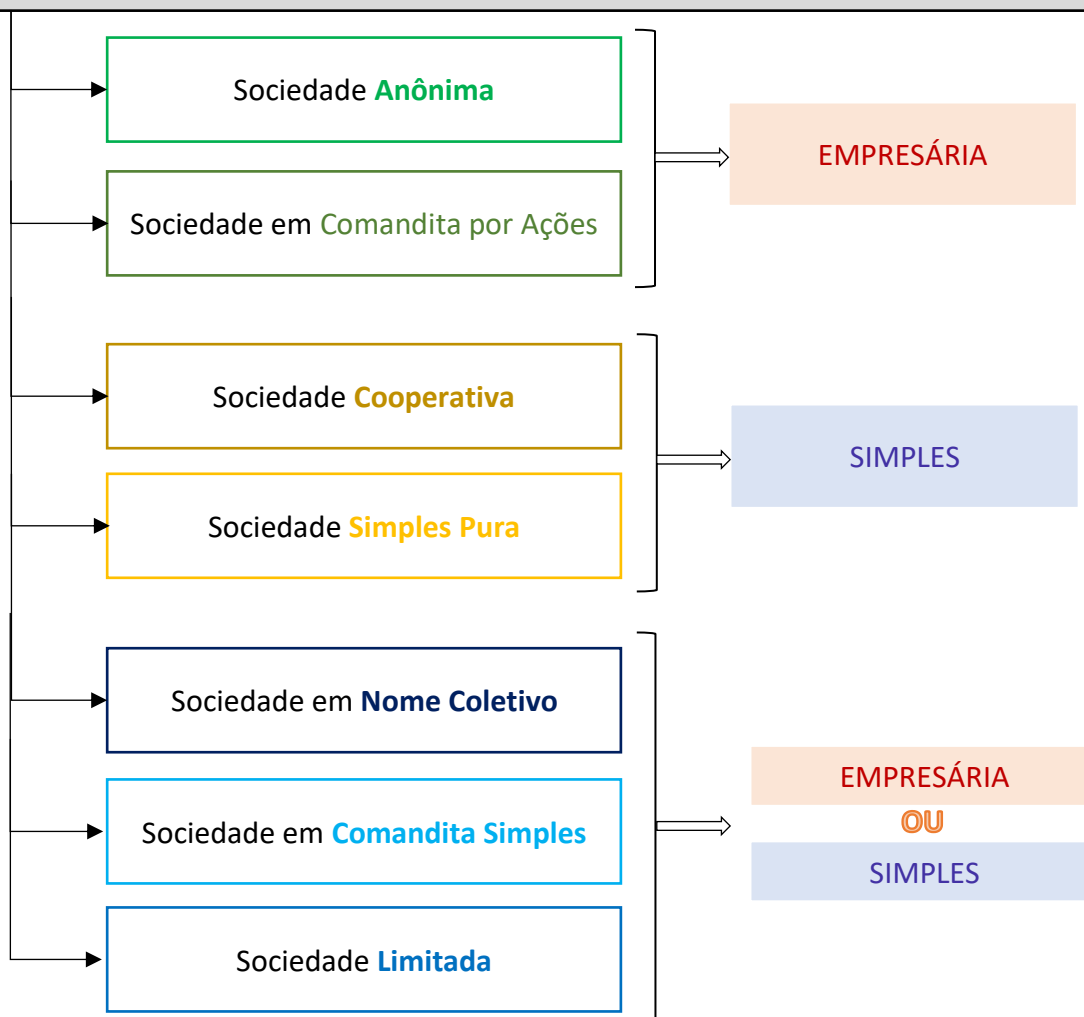 Sociedade Anônima
EMPRESÁRIA
Sociedade em Comandita por Ações
Sociedade Cooperativa
SIMPLES
Sociedade Simples Pura
Sociedade em Nome Coletivo
EMPRESÁRIA
OU
Sociedade em Comandita Simples
SIMPLES
Sociedade Limitada